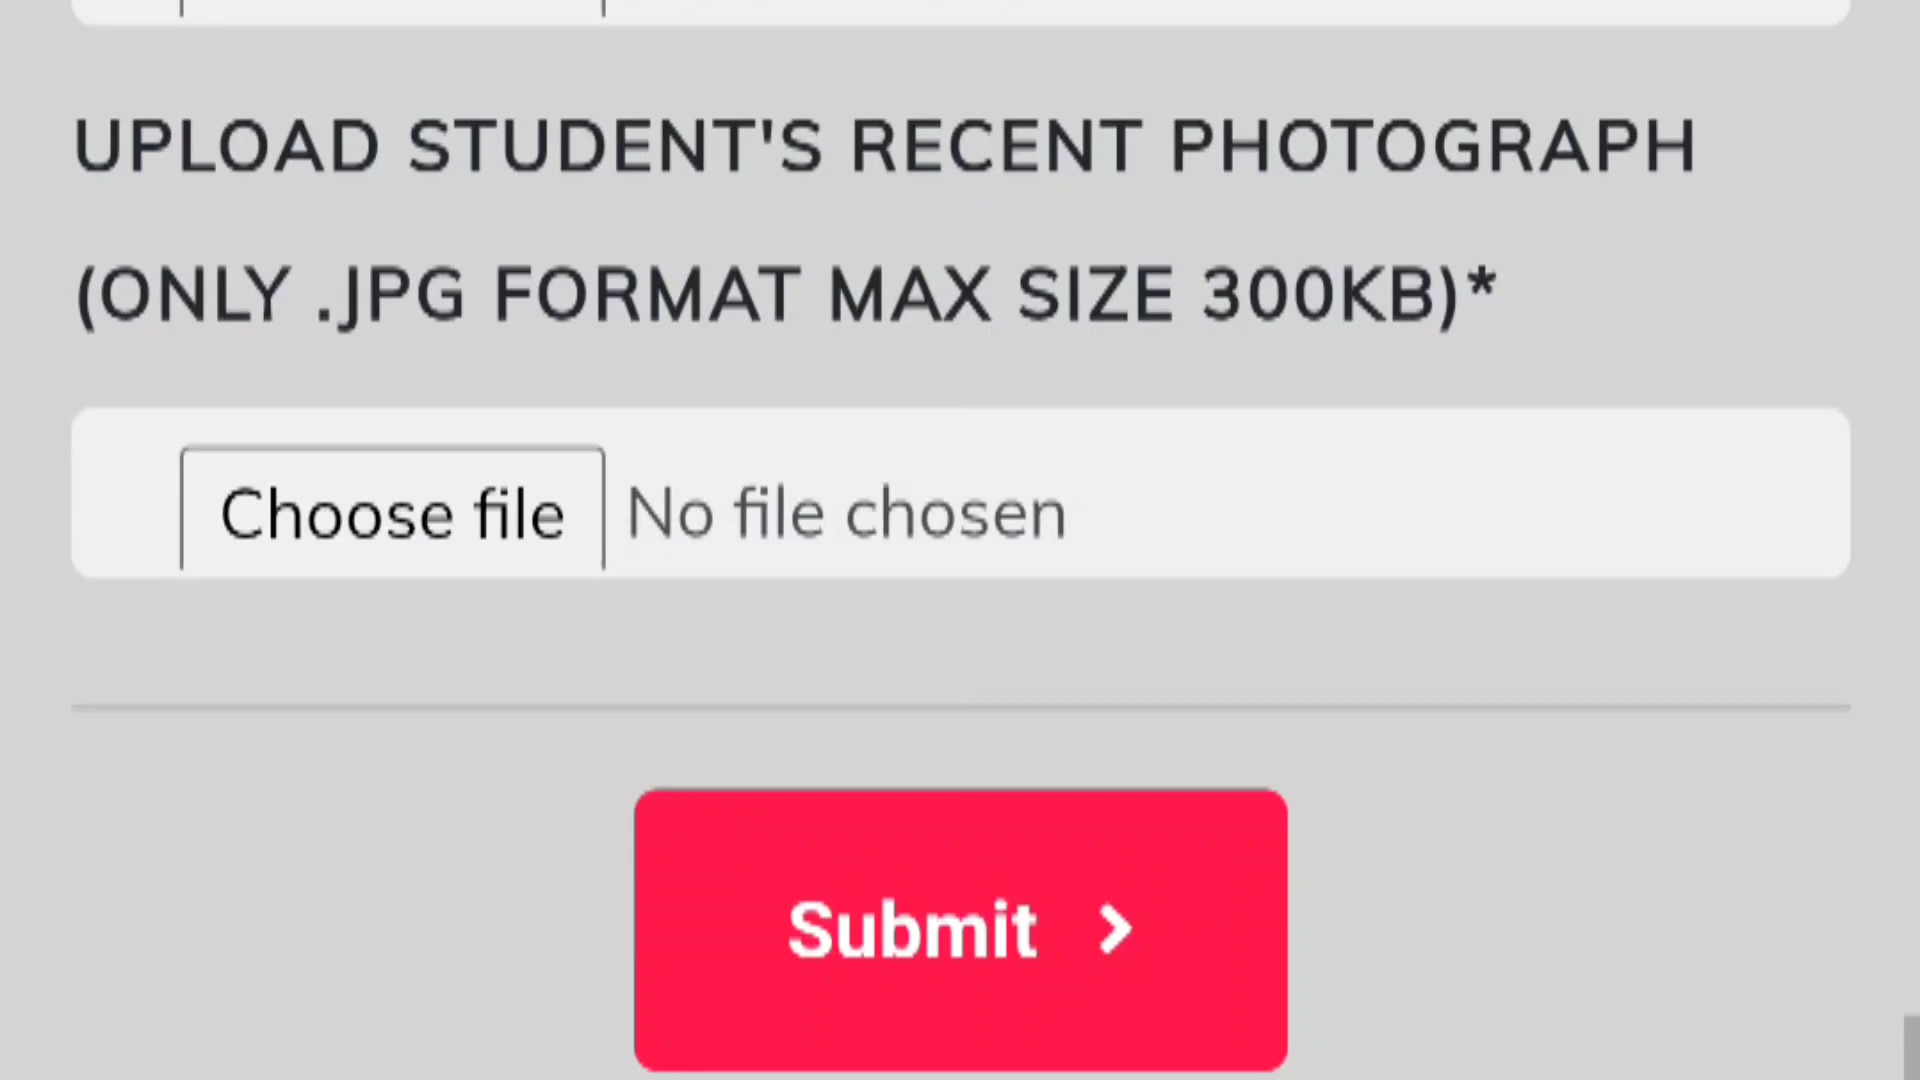 UPLOAD STUDENT'S RECENT PHOTOGRAPH
(ONLY .JPG FORMAT MAX SIZE 300KB)*
Choose file No file chosen
Submit